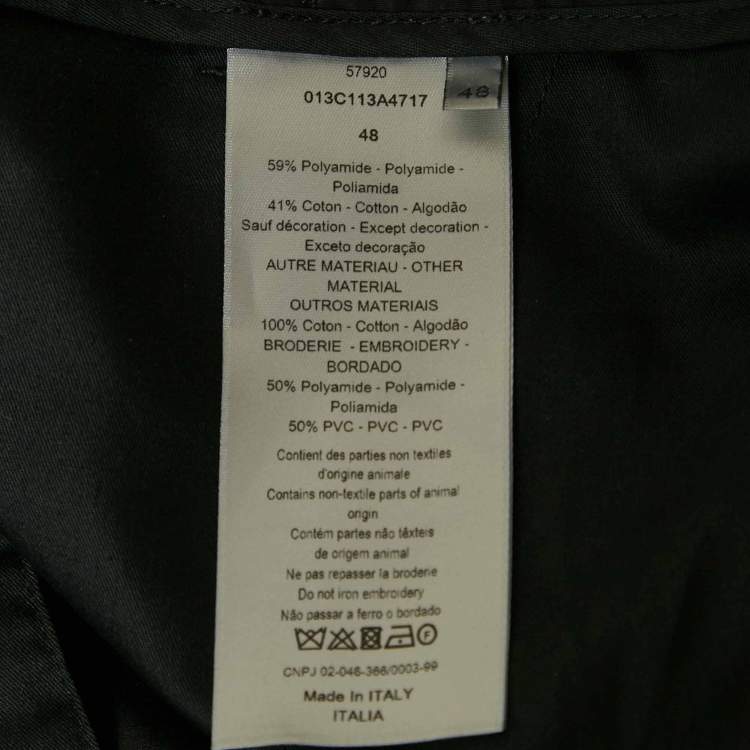 57920
48
013C113A4717
48
59% Polyamide - Polyamide -
Poliamida
41% Coton - Cotton - Algodão
Sauf décoration - Except decoration -
Exceto decoração
AUTRE MATERIAU - OTHER
MATERIAL
OUTROS MATERIAIS
100% Coton - Cotton - Algodão
BRODERIE - EMBROIDERY -
BORDADO
50% Polyamide - Polyamide -
Poliamida
50% PVC - PVC - PVC
Contient des parties non textiles
d'origine animale
Contains non-textile parts of animal
origin
Contém partes não têxteis
de origem animal
Ne pas repasser la broderie
Do not iron embroidery
Não passar a ferro o bordado
F
CNPJ 02-046-366/0003-99
Made In ITALY
ITALIA